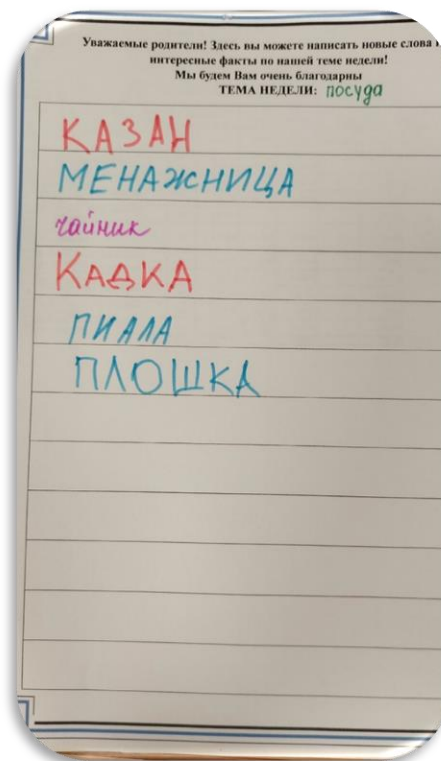 Уважаемые родители! Здесь вы можете написать новые слова
интересные факты по нашей теме недели!
Мы будем Вам очень благодарны
ТЕМА НЕДЕЛИ: посуда
КАЗАН
МЕНАЖНИЦА
чайник
КАДКА
ПИАЛА
ПЛОШКА